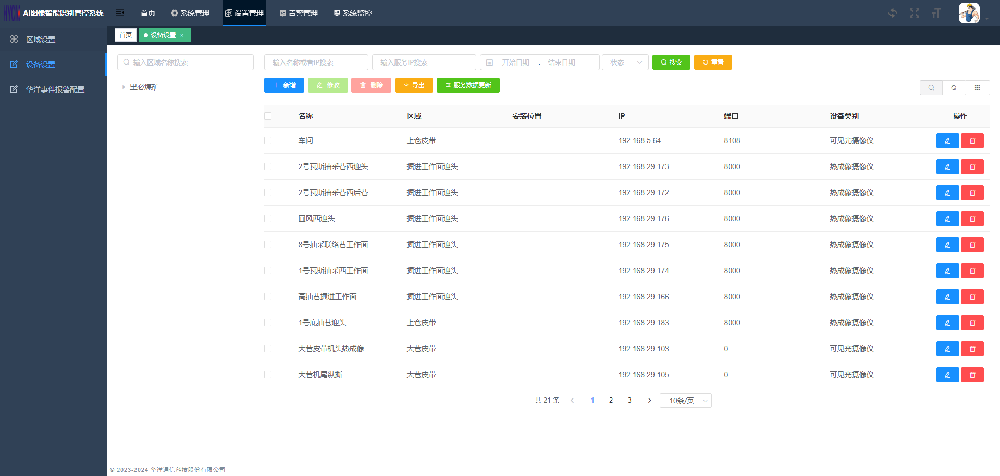 HYCM AI图像智能识别管控系统 首页 系统管理 设置管理 告警管理 系统监控
首页 设备设置 ×
区域设置
设备设置
华洋事件报警配置
输入区域名称搜索 输入名称或者IP搜索 输入服务IP搜索 开始日期 : 结束日期 状态 搜索 重置
里必煤矿
新增 修改 删除 导出 服务数据更新
名称 区域 安装位置 IP 端口 设备类别 操作
车间 上仓皮带 192.168.5.64 8108 可见光摄像仪
2号瓦斯抽采巷西迎头 掘进工作面迎头 192.168.29.173 8000 热成像摄像仪
2号瓦斯抽采巷西后巷 掘进工作面迎头 192.168.29.172 8000 热成像摄像仪
回风西迎头 掘进工作面迎头 192.168.29.176 8000 热成像摄像仪
8号抽采联络巷工作面 掘进工作面迎头 192.168.29.175 8000 热成像摄像仪
1号瓦斯抽采西工作面 掘进工作面迎头 192.168.29.174 8000 热成像摄像仪
高抽巷掘进工作面 掘进工作面迎头 192.168.29.166 8000 热成像摄像仪
1号底抽巷迎头 上仓皮带 192.168.29.183 8000 热成像摄像仪
大巷皮带机头热成像 大巷皮带 192.168.29.103 0 可见光摄像仪
大巷机尾纵撕 大巷皮带 192.168.29.105 0 可见光摄像仪
共 21 条 1 2 3 10条/页
© 2023-2024 华洋通信科技股份有限公司